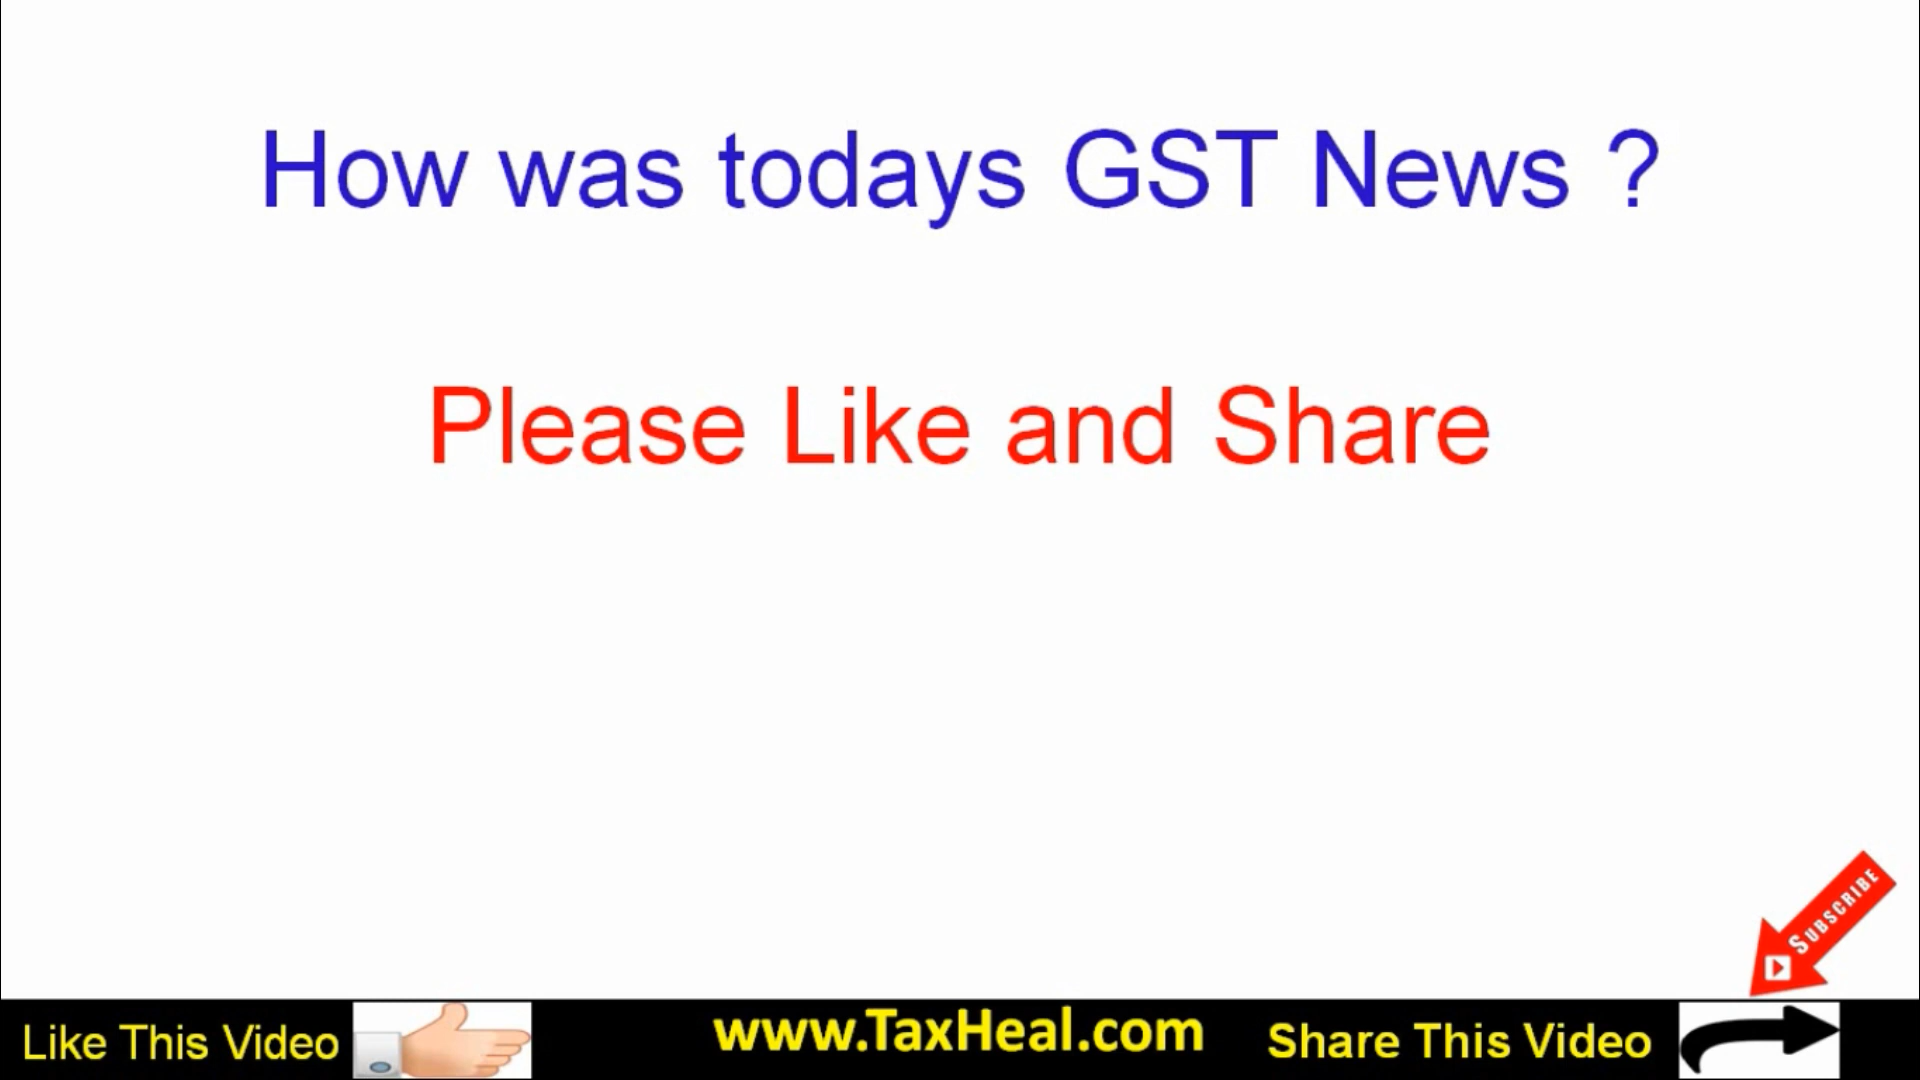 How was todays GST News ?
Please Like and Share
SUBSCRIBE
Like This Video
www.TaxHeal.com
Share This Video